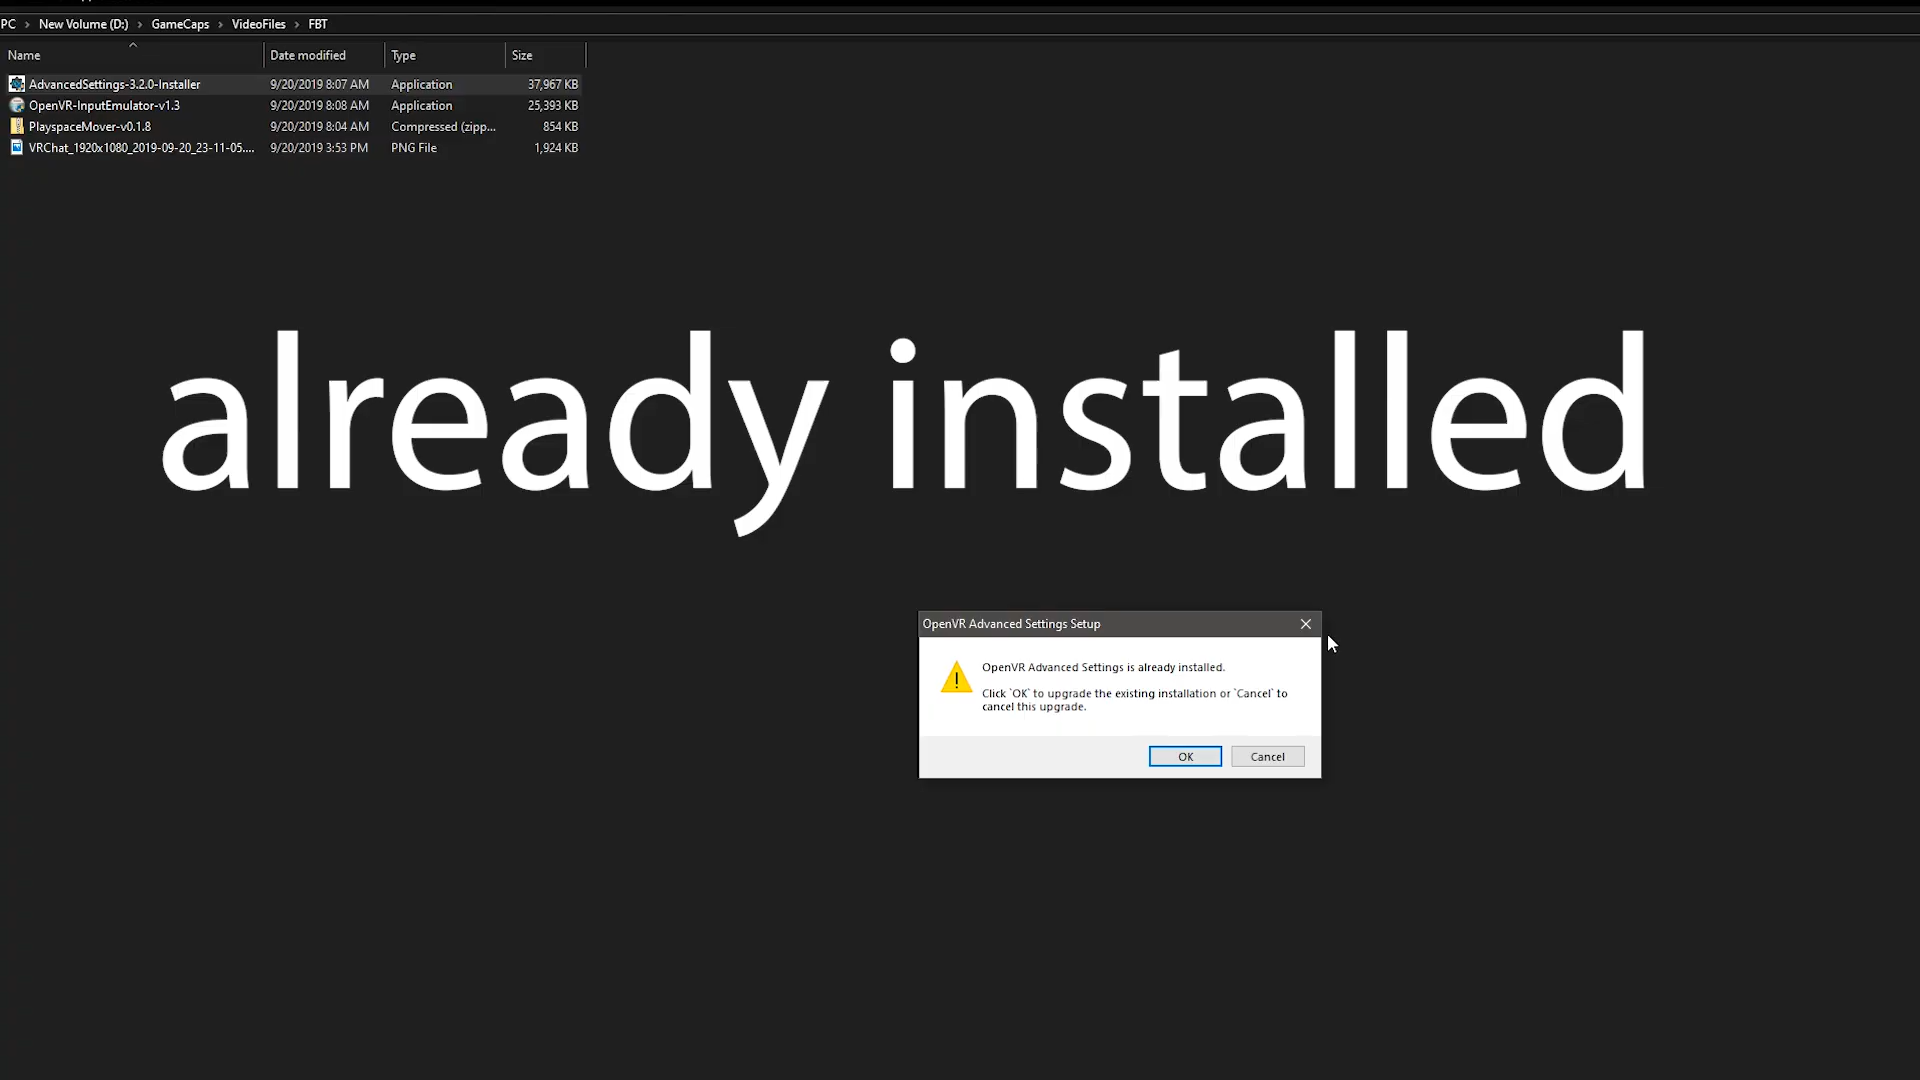 PC › New Volume (D:) › GameCaps › VideoFiles › FBT
Name Date modified Type Size
AdvancedSettings-3.2.0-Installer 9/20/2019 8:07 AM Application 37,967 KB
OpenVR-InputEmulator-v1.3 9/20/2019 8:08 AM Application 25,393 KB
PlayspaceMover-v0.1.8 9/20/2019 8:04 AM Compressed (zipp... 854 KB
VRChat_1920x1080_2019-09-20_23-11-05.... 9/20/2019 3:53 PM PNG File 1,924 KB
already installed
OpenVR Advanced Settings Setup
OpenVR Advanced Settings is already installed.
Click `OK` to upgrade the existing installation or `Cancel` to
cancel this upgrade.
OK Cancel